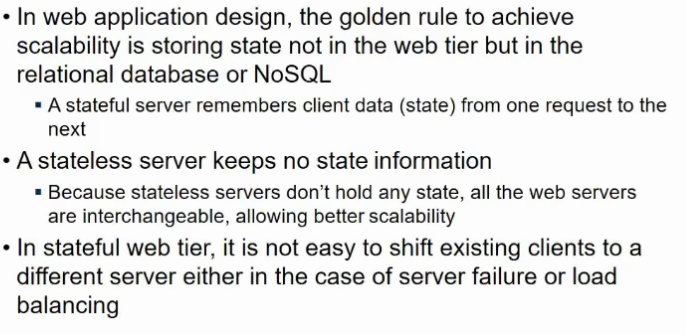 • In web application design, the golden rule to achieve
scalability is storing state not in the web tier but in the
relational database or NoSQL
▪ A stateful server remembers client data (state) from one request to the
next
• A stateless server keeps no state information
▪ Because stateless servers don't hold any state, all the web servers
are interchangeable, allowing better scalability
• In stateful web tier, it is not easy to shift existing clients to a
different server either in the case of server failure or load
balancing